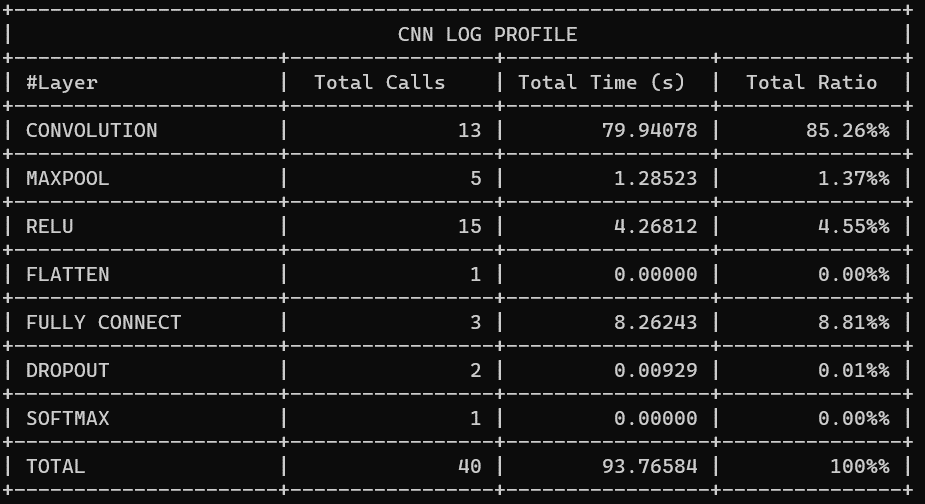 CNN LOG PROFILE
#Layer | Total Calls | Total Time (s) | Total Ratio
CONVOLUTION | 13 | 79.94078 | 85.26%%
MAXPOOL | 5 | 1.28523 | 1.37%%
RELU | 15 | 4.26812 | 4.55%%
FLATTEN | 1 | 0.00000 | 0.00%%
FULLY CONNECT | 3 | 8.26243 | 8.81%%
DROPOUT | 2 | 0.00929 | 0.01%%
SOFTMAX | 1 | 0.00000 | 0.00%%
TOTAL | 40 | 93.76584 | 100%%